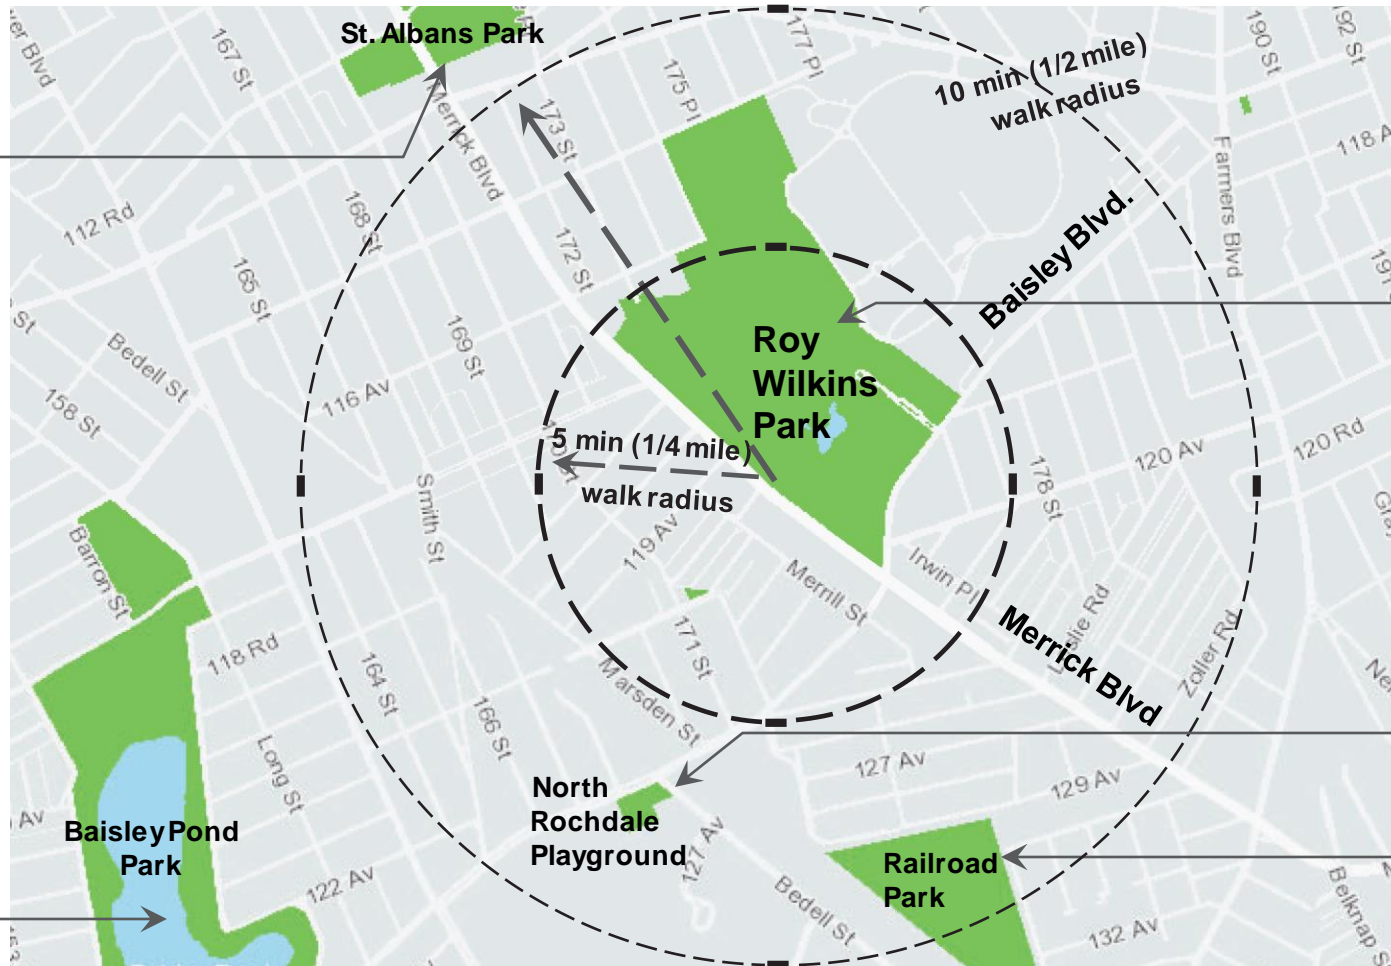 St. Albans Park
167 St
177 Pl
190 St
192 St
10 min (1/2 mile)
walk radius
175 Pl
173 St
Merrick Blvd
Farmers Blvd
112 Rd
168 St
172 St
Baisley Blvd.
165 St
Bedell St
169 St
Roy
Wilkins
Park
158 St
116 Av
5 min (1/4 mile)
walk radius
120 Av
120 Rd
178 St
Smith St
119 Av
Barron St
Merrill St
Irwin Pl
Zoller Rd
Merrick Blvd
118 Rd
171 St
164 St
Marsden St
166 St
Long St
127 Av
129 Av
North
Rochdale
Playground
Baisley Pond
Park
127 Av
Railroad
Park
122 Av
Bedell St
132 Av
Belknap St